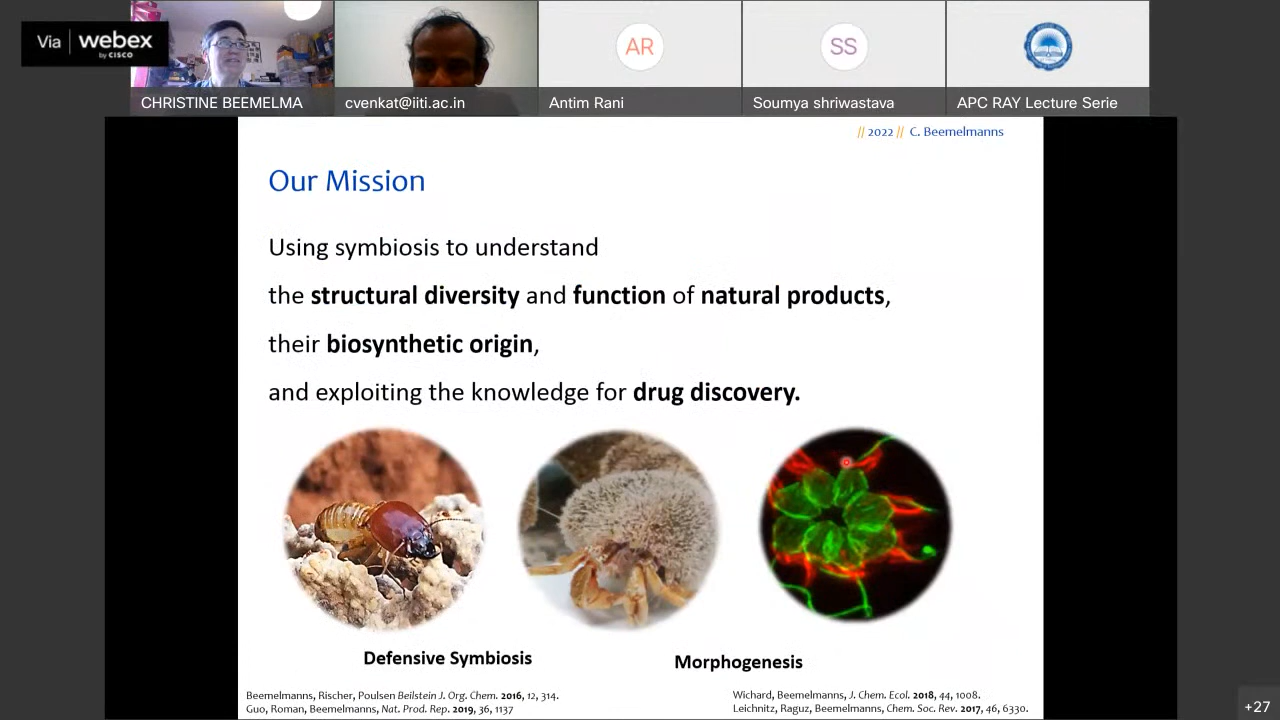 Via webex
by CISCO
AR
SS
CHRISTINE BEEMELMA
cvenkat@iiti.ac.in
Antim Rani
Soumya shriwastava
APC RAY Lecture Serie
// 2022 // C. Beemelmanns
Our Mission
Using symbiosis to understand
the structural diversity and function of natural products,
their biosynthetic origin,
and exploiting the knowledge for drug discovery.
Defensive Symbiosis
Morphogenesis
Beemelmanns, Rischer, Poulsen Beilstein J. Org. Chem. 2016, 12, 314.
Guo, Roman, Beemelmanns, Nat. Prod. Rep. 2019, 36, 1137
Wichard, Beemelmanns, J. Chem. Ecol. 2018, 44, 1008.
Leichnitz, Raguz, Beemelmanns, Chem. Soc. Rev. 2017, 46, 6330.
+27